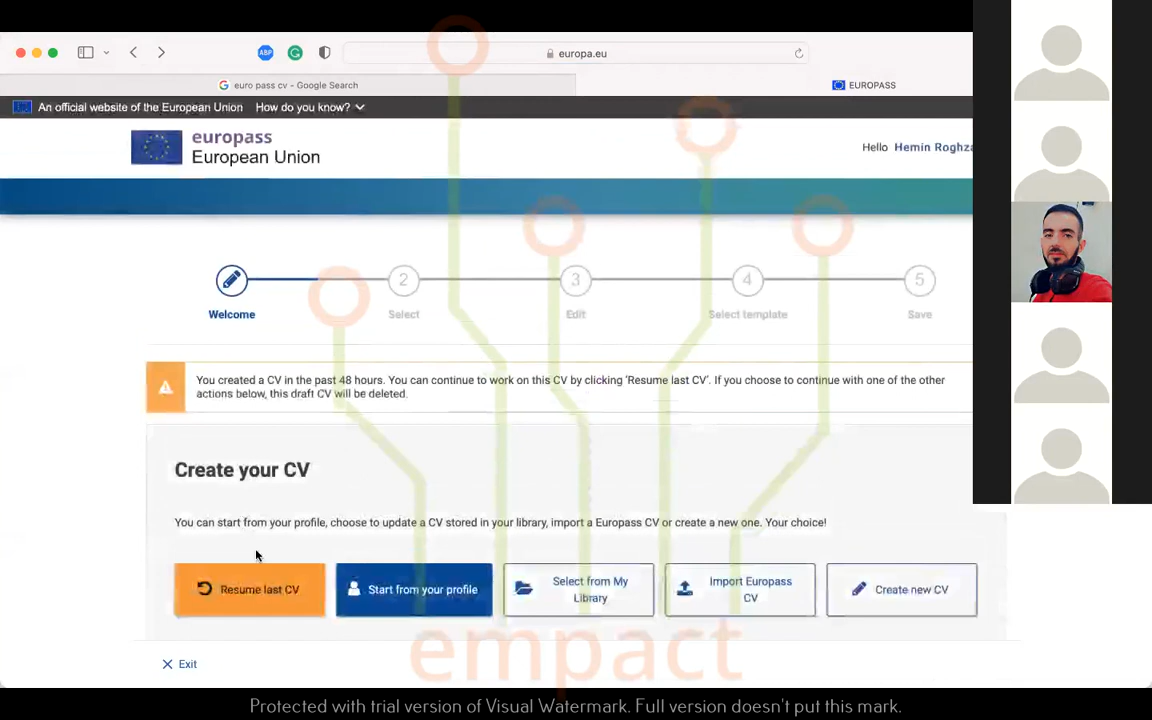 europa.eu
euro pass cv - Google Search
EUROPASS
An official website of the European Union How do you know?
europass
European Union
Hello Hemin Roghza
2
3
4
5
Welcome
Select
Edit
Select template
Save
You created a CV in the past 48 hours. You can continue to work on this CV by clicking 'Resume last CV'. If you choose to continue with one of the other
actions below, this draft CV will be deleted.
Create your CV
You can start from your profile, choose to update a CV stored in your library, import a Europass CV or create a new one. Your choice!
Resume last CV
Start from your profile
Select from My
Library
Import Europass
CV
Create new CV
empact
Exit
Protected with trial version of Visual Watermark. Full version doesn't put this mark.
ABP